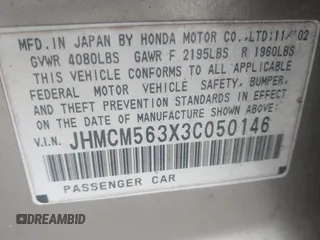 MFD. IN JAPAN BY HONDA MOTOR CO., LTD: 11/02
GVWR 4080LBS GAWR F 2195LBS R 1960LBS
THIS VEHICLE CONFORMS TO ALL APPLICABLE
FEDERAL MOTOR VEHICLE SAFETY, BUMPER,
AND THEFT PREVENTION STANDARDS IN
EFFECT ON THE DATE OF MANUFACTURE
SHOWN ABOVE.
V.I.N. JHMCM563X3C050146
PASSENGER CAR
DREAMBID